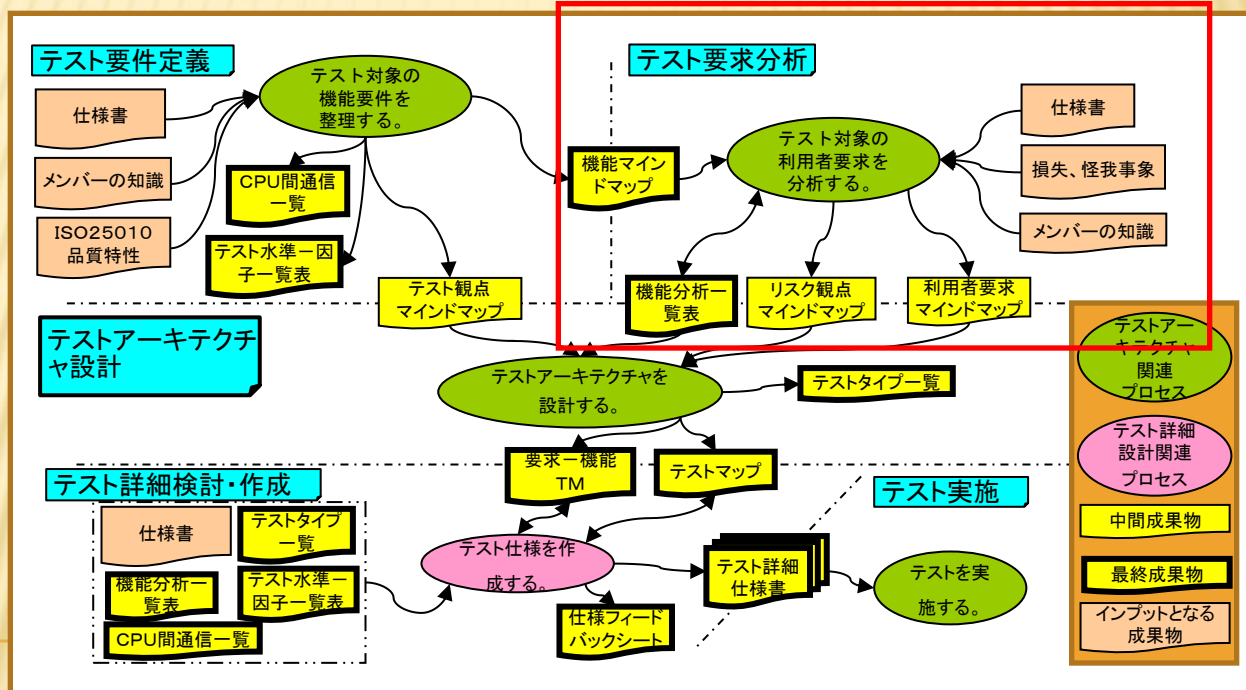 テスト要件定義
仕様書
メンバーの知識
ISO25010
品質特性
テスト対象の
機能要件を
整理する。
CPU間通信
一覧
テスト水準－因
子一覧表
テスト観点
マインドマップ
テスト要求分析
機能マイン
ドマップ
テスト対象の
利用者要求を
分析する。
仕様書
損失、怪我事象
メンバーの知識
機能分析一
覧表
リスク観点
マインドマップ
利用者要求
マインドマップ
テストアーキテクチ
ャ設計
テストアーキテクチャを
設計する。
テストタイプ一覧
要求－機能
TM
テストマップ
テスト詳細検討・作成
仕様書
テストタイプ
一覧
機能分析一
覧表
テスト水準－
因子一覧表
CPU間通信一覧
テスト仕様を作
成する。
仕様フィード
バックシート
テスト詳細
仕様書
テスト実施
テストを実
施する。
テストアー
キテクチャ
関連
プロセス
テスト詳細
設計関連
プロセス
中間成果物
最終成果物
インプットとなる
成果物